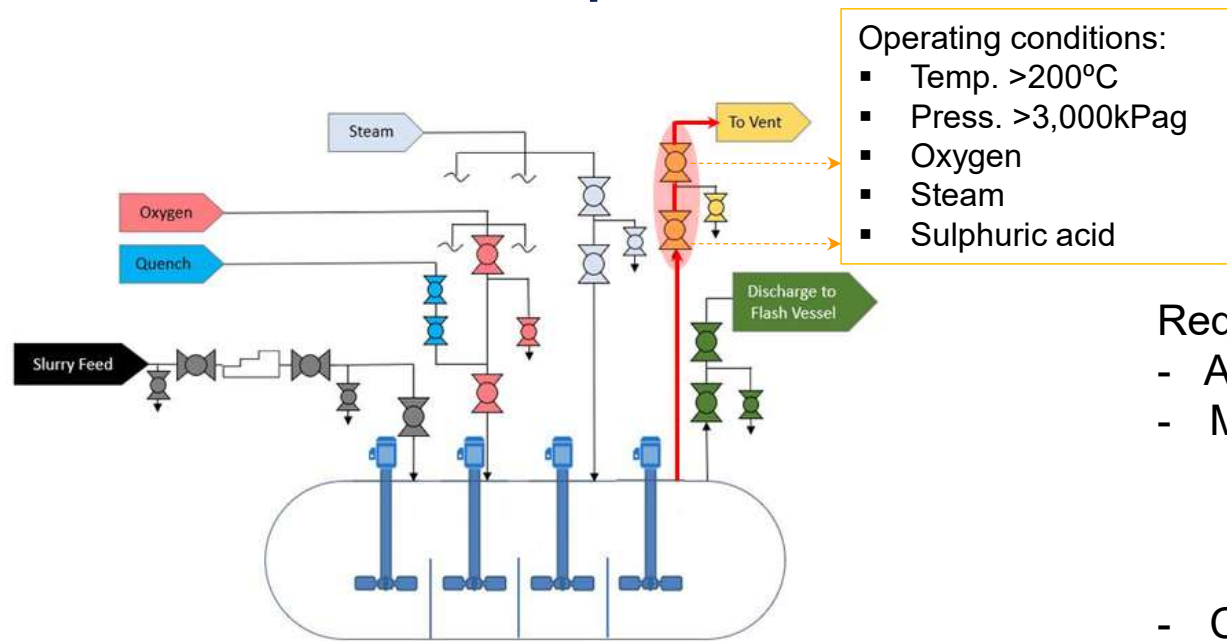 Operating conditions:
▪ Temp. >200ºC
▪ Press. >3,000kPag
▪ Oxygen
▪ Steam
▪ Sulphuric acid
Steam
To Vent
Oxygen
Quench
Discharge to
Flash Vessel
Slurry Feed